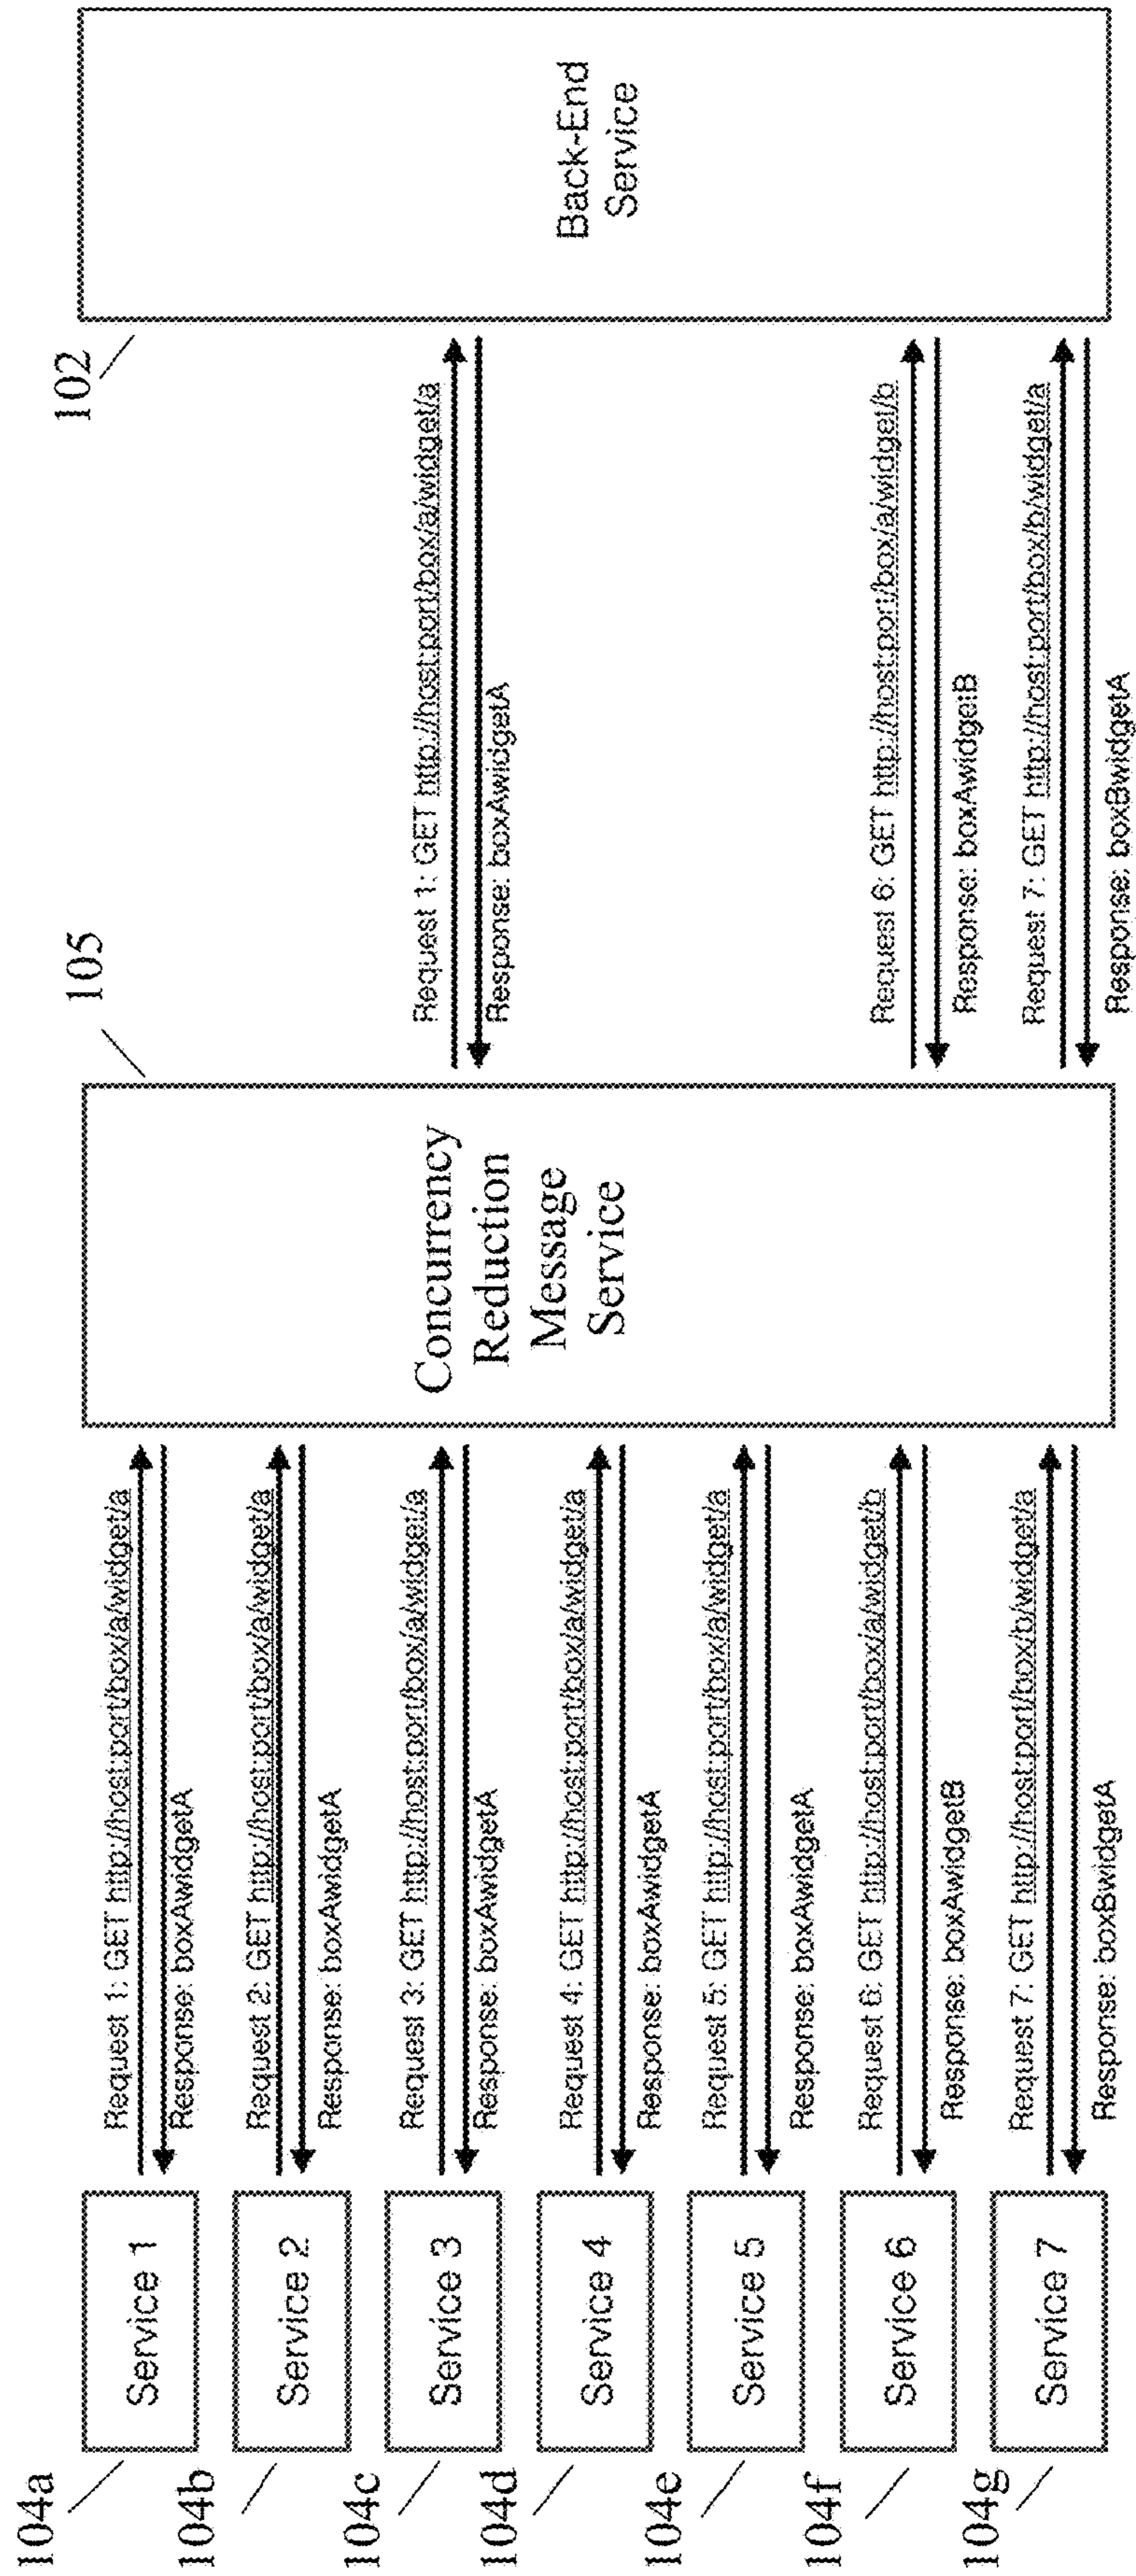 104a
Service 1
Request 1: GET http://host:port/box/a/widget/a
Response: boxAwidgetA
104b
Service 2
Request 2: GET http://host:port/box/a/widget/a
Response: boxAwidgetA
104c
Service 3
Request 3: GET http://host:port/box/a/widget/a
Response: boxAwidgetA
104d
Service 4
Request 4: GET http://host:port/box/a/widget/a
Response: boxAwidgetA
104e
Service 5
Request 5: GET http://host:port/box/a/widget/a
Response: boxAwidgetA
104f
Service 6
Request 6: GET http://host:port/box/a/widget/b
Response: boxAwidgetB
104g
Service 7
Request 7: GET http://host:port/box/b/widget/a
Response: boxBwidgetA
105
Concurrency
Reduction
Message
Service
Request 1: GET http://host:port/box/a/widget/a
Response: boxAwidgetA
Request 6: GET http://host:port/box/a/widget/b
Response: boxAwidgetB
Request 7: GET http://host:port/box/b/widget/a
Response: boxBwidgetA
102
Back-End
Service